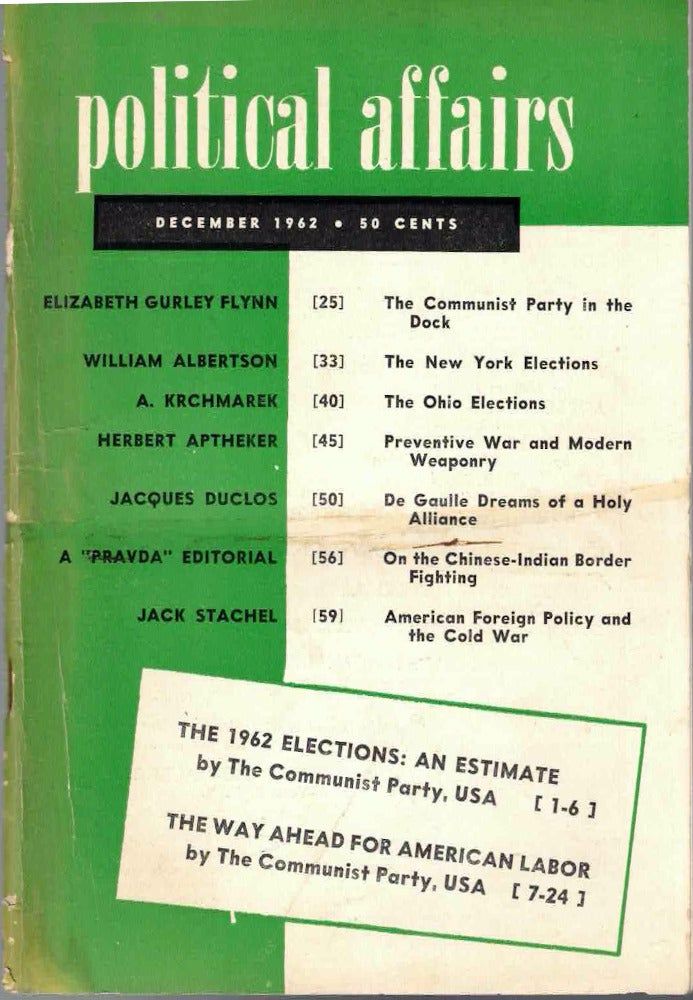 political affairs
DECEMBER 1962 • 50 CENTS
ELIZABETH GURLEY FLYNN [25] The Communist Party in the
Dock
WILLIAM ALBERTSON [33] The New York Elections
A. KRCHMAREK [40] The Ohio Elections
HERBERT APTHEKER [45] Preventive War and Modern
Weaponry
JACQUES DUCLOS [50] De Gaulle Dreams of a Holy
Alliance
A "PRAVDA" EDITORIAL [56] On the Chinese-Indian Border
Fighting
JACK STACHEL [59] American Foreign Policy and
the Cold War
THE 1962 ELECTIONS: AN ESTIMATE
by The Communist Party, USA [ 1-6 ]
THE WAY AHEAD FOR AMERICAN LABOR
by The Communist Party, USA [ 7-24 ]